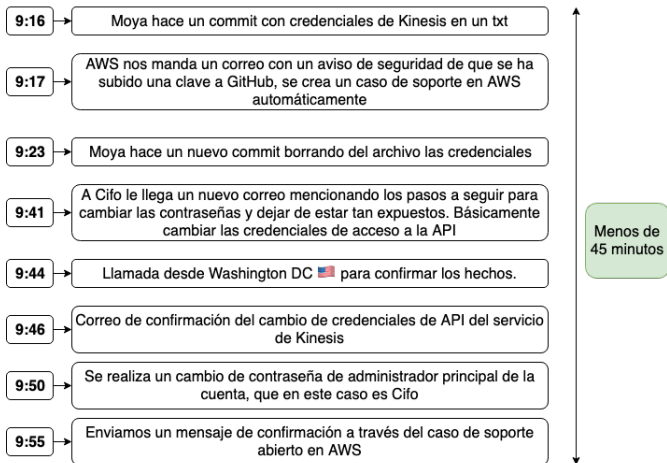 9:16
Moya hace un commit con credenciales de Kinesis en un txt
9:17
AWS nos manda un correo con un aviso de seguridad de que se ha
subido una clave a GitHub, se crea un caso de soporte en AWS
automáticamente
9:23
Moya hace un nuevo commit borrando del archivo las credenciales
9:41
A Cifo le llega un nuevo correo mencionando los pasos a seguir para
cambiar las contraseñas y dejar de estar tan expuestos. Básicamente
cambiar las credenciales de acceso a la API
9:44
Llamada desde Washington DC 🇺🇸 para confirmar los hechos.
9:46
Correo de confirmación del cambio de credenciales de API del servicio
de Kinesis
9:50
Se realiza un cambio de contraseña de administrador principal de la
cuenta, que en este caso es Cifo
9:55
Enviamos un mensaje de confirmación a través del caso de soporte
abierto en AWS
Menos de
45 minutos